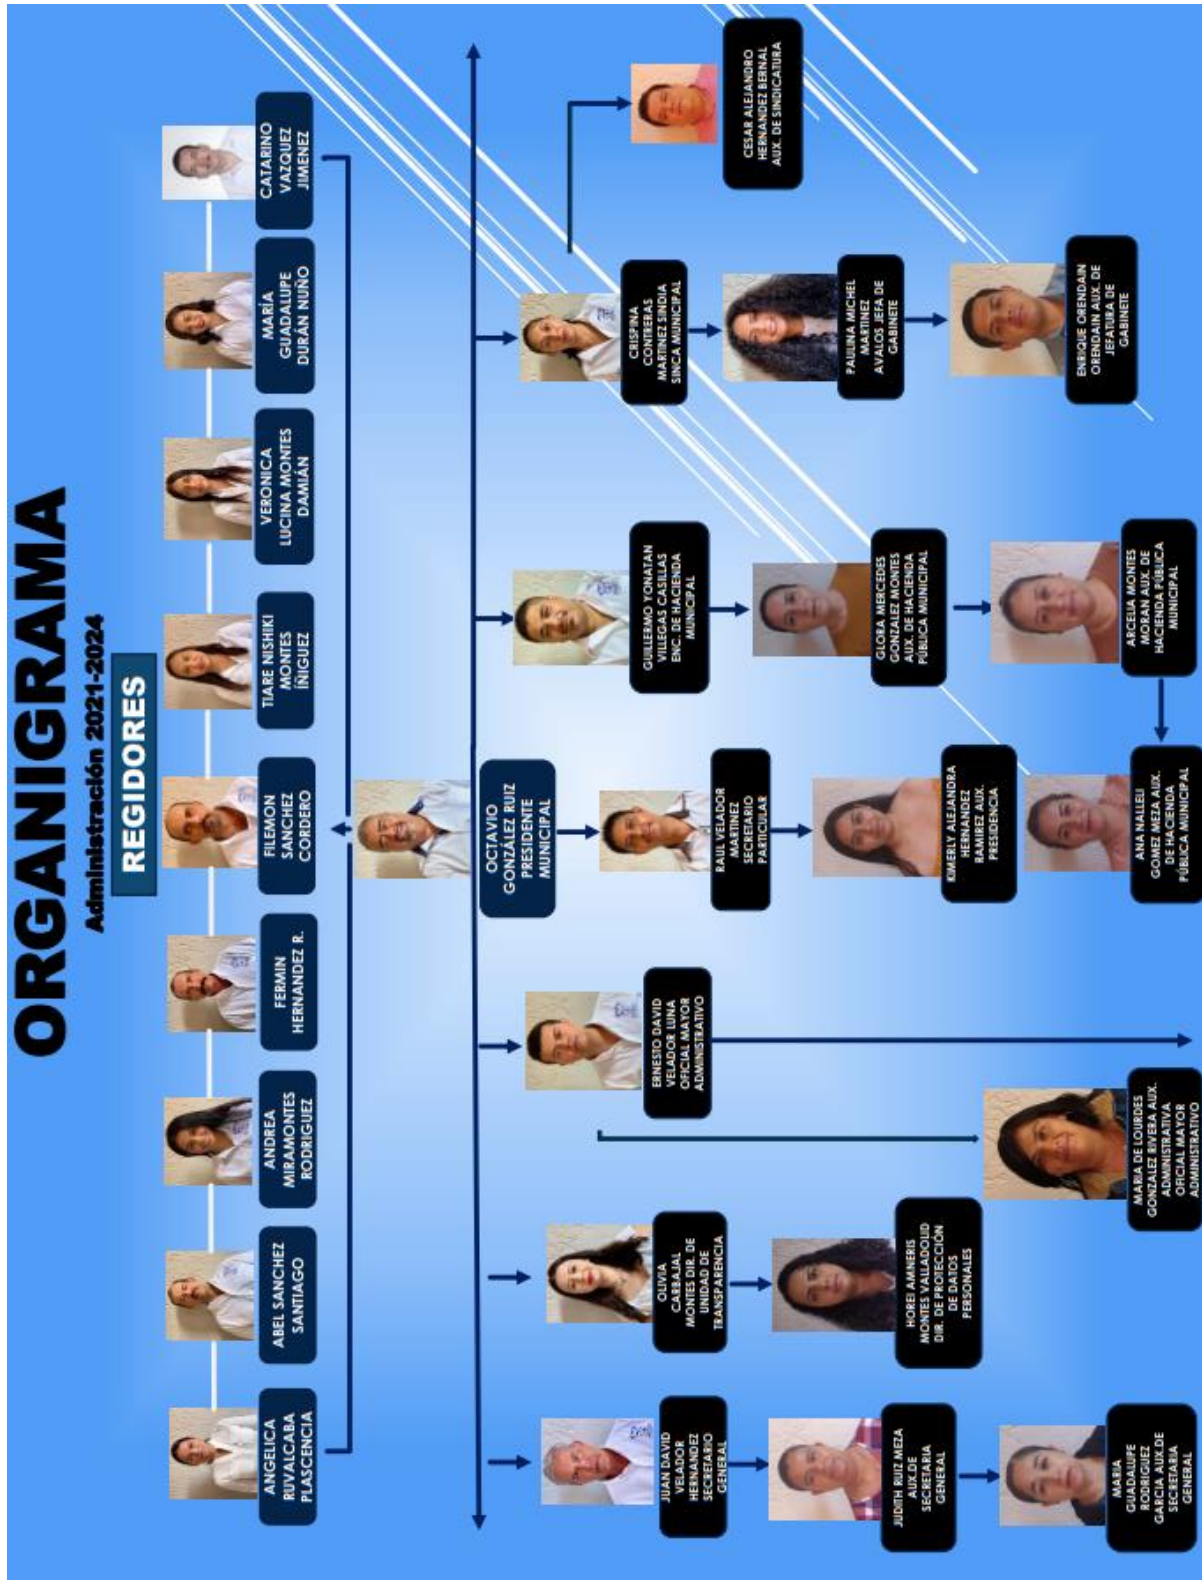 ORGANIGRAMA
Administración 2021-2024
REGIDORES
ANGELICA
RUVALCABA
PLASCENCIA
ABEL SANCHEZ
SANTIAGO
ANDREA
MIRAMONTES
RODRIGUEZ
FERMIN
HERNANDEZ R.
FILEMON
SANCHEZ
CORDERO
TIARE NISHIKI
MONTES
ÍÑIGUEZ
VERONICA
LUCINA MONTES
DAMIÁN
MARÍA
GUADALUPE
DURÁN NUÑO
CATARINO
VAZQUEZ
JIMENEZ
OCTAVIO
GONZÁLEZ RUIZ
PRESIDENTE
MUNICIPAL
JUAN DAVID
VELADOR
HERNANDEZ
SECRETARIO
GENERAL
OLIVIA
CARBAJAL
MONTES DIR. DE
UNIDAD DE
TRANSPARENCIA
ERNESTO DAVID
VELADOR LUNA
OFICIAL MAYOR
ADMINISTRATIVO
RAUL VELADOR
MARTINEZ
SECRETARIO
PARTICULAR
GUILLERMO YONATAN
VILLEGAS CASILLAS
ENC. DE HACIENDA
MUNICIPAL
CRISPINA
CONTRERAS
MARTINEZ SINDIA
SINCA MUNICIPAL
CESAR ALEJANDRO
HERNANDEZ BERNAL
AUX. DE SINDICATURA
JUDITH RUIZ MEZA
AUX.DE
SECRETARIA
GENERAL
HOREI AMNERIS
MONTES VALLADOLID
DIR. DE PROTECCIÓN
DE DATOS
PERSONALES
KIMERLY ALEJANDRA
HERNANDEZ
RAMIREZ AUX.
PRESIDENCIA
GLORA MERCEDES
GONZALEZ MONTES
AUX. DE HACIENDA
PÚBLICA MUNICIPAL
PAULINA MICHEL
MARTINEZ
AVALOS JEFA DE
GABINETE
MARIA
GUADALUPE
RODRIGUEZ
GARCIA AUX.DE
SECRETARIA
GENERAL
MARIA DE LOURDES
GONZALEZ RIVERA AUX.
ADMINISTRATIVA
OFICIAL MAYOR
ADMINISTRATIVO
ANA NALLELI
GOMEZ MEZA AUX.
DE HACIENDA
PÚBLICA MUNICIPAL
ARCELIA MONTES
MORAN AUX. DE
HACIENDA PÚBLICA
MUNICIPAL
ENRIQUE ORENDAIN
ORENDAIN AUX. DE
JEFATURA DE
GABINETE